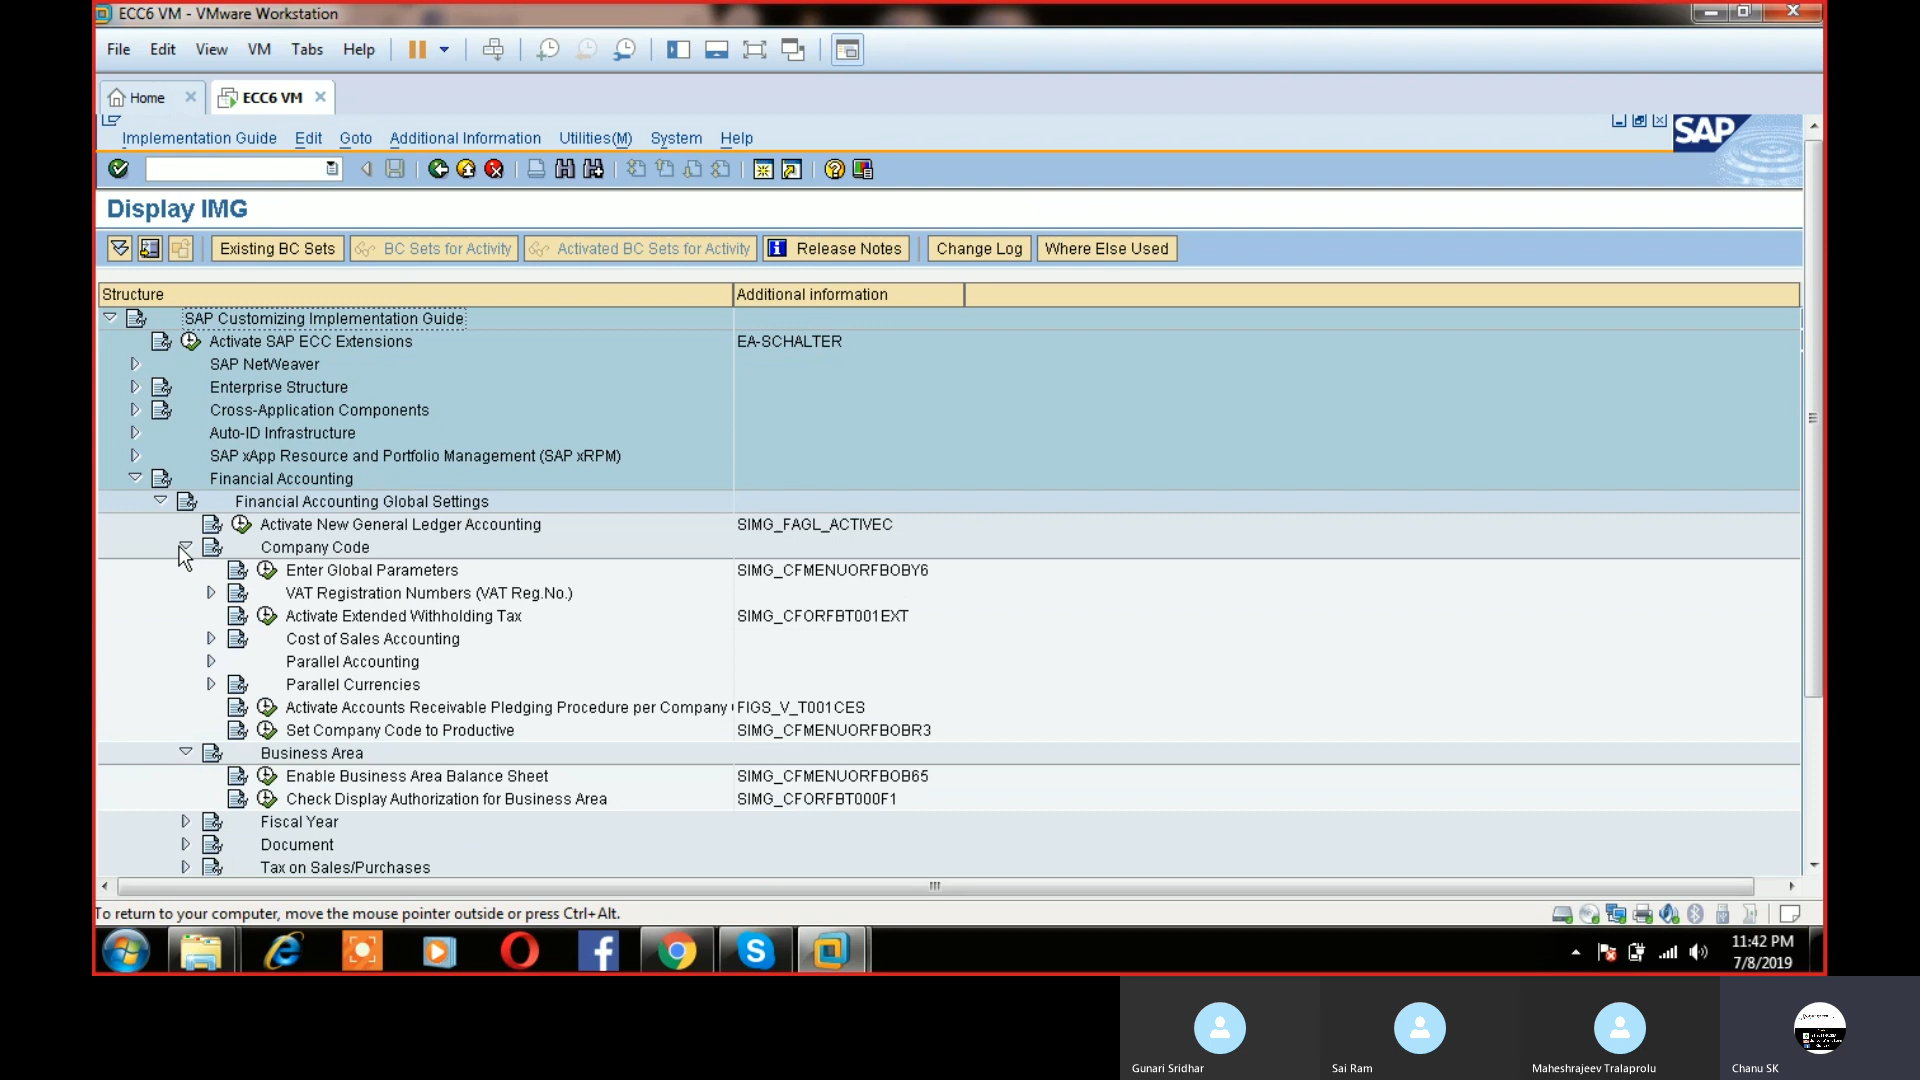 ECC6 VM - VMware Workstation
File Edit View VM Tabs Help
Home ECC6 VM
Implementation Guide Edit Goto Additional Information Utilities(M) System Help
SAP
Display IMG
Existing BC Sets BC Sets for Activity Activated BC Sets for Activity Release Notes Change Log Where Else Used
Structure Additional information
SAP Customizing Implementation Guide
Activate SAP ECC Extensions EA-SCHALTER
SAP NetWeaver
Enterprise Structure
Cross-Application Components
Auto-ID Infrastructure
SAP xApp Resource and Portfolio Management (SAP xRPM)
Financial Accounting
Financial Accounting Global Settings
Activate New General Ledger Accounting SIMG_FAGL_ACTIVEC
Company Code
Enter Global Parameters SIMG_CFMENUORFBOBY6
VAT Registration Numbers (VAT Reg.No.)
Activate Extended Withholding Tax SIMG_CFORFBT001EXT
Cost of Sales Accounting
Parallel Accounting
Parallel Currencies
Activate Accounts Receivable Pledging Procedure per Company FIGS_V_T001CES
Set Company Code to Productive SIMG_CFMENUORFBOBR3
Business Area
Enable Business Area Balance Sheet SIMG_CFMENUORFBOB65
Check Display Authorization for Business Area SIMG_CFORFBT000F1
Fiscal Year
Document
Tax on Sales/Purchases
To return to your computer, move the mouse pointer outside or press Ctrl+Alt.
11:42 PM
7/8/2019
Gunari Sridhar Sai Ram Maheshrajeev Tralaprolu Chanu SK